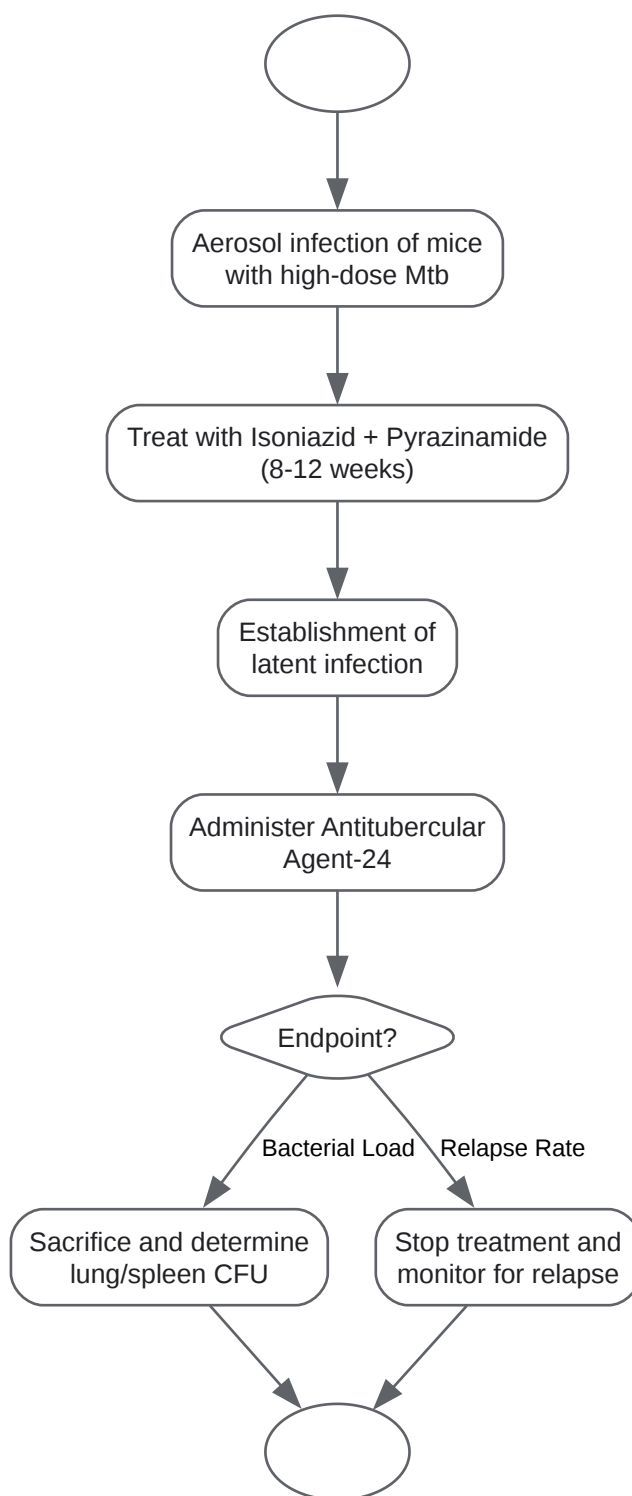 Aerosol infection of mice
with high-dose Mtb
Treat with Isoniazid + Pyrazinamide
(8-12 weeks)
Establishment of
latent infection
Administer Antitubercular
Agent-24
Endpoint?
Bacterial Load
Relapse Rate
Sacrifice and determine
lung/spleen CFU
Stop treatment and
monitor for relapse